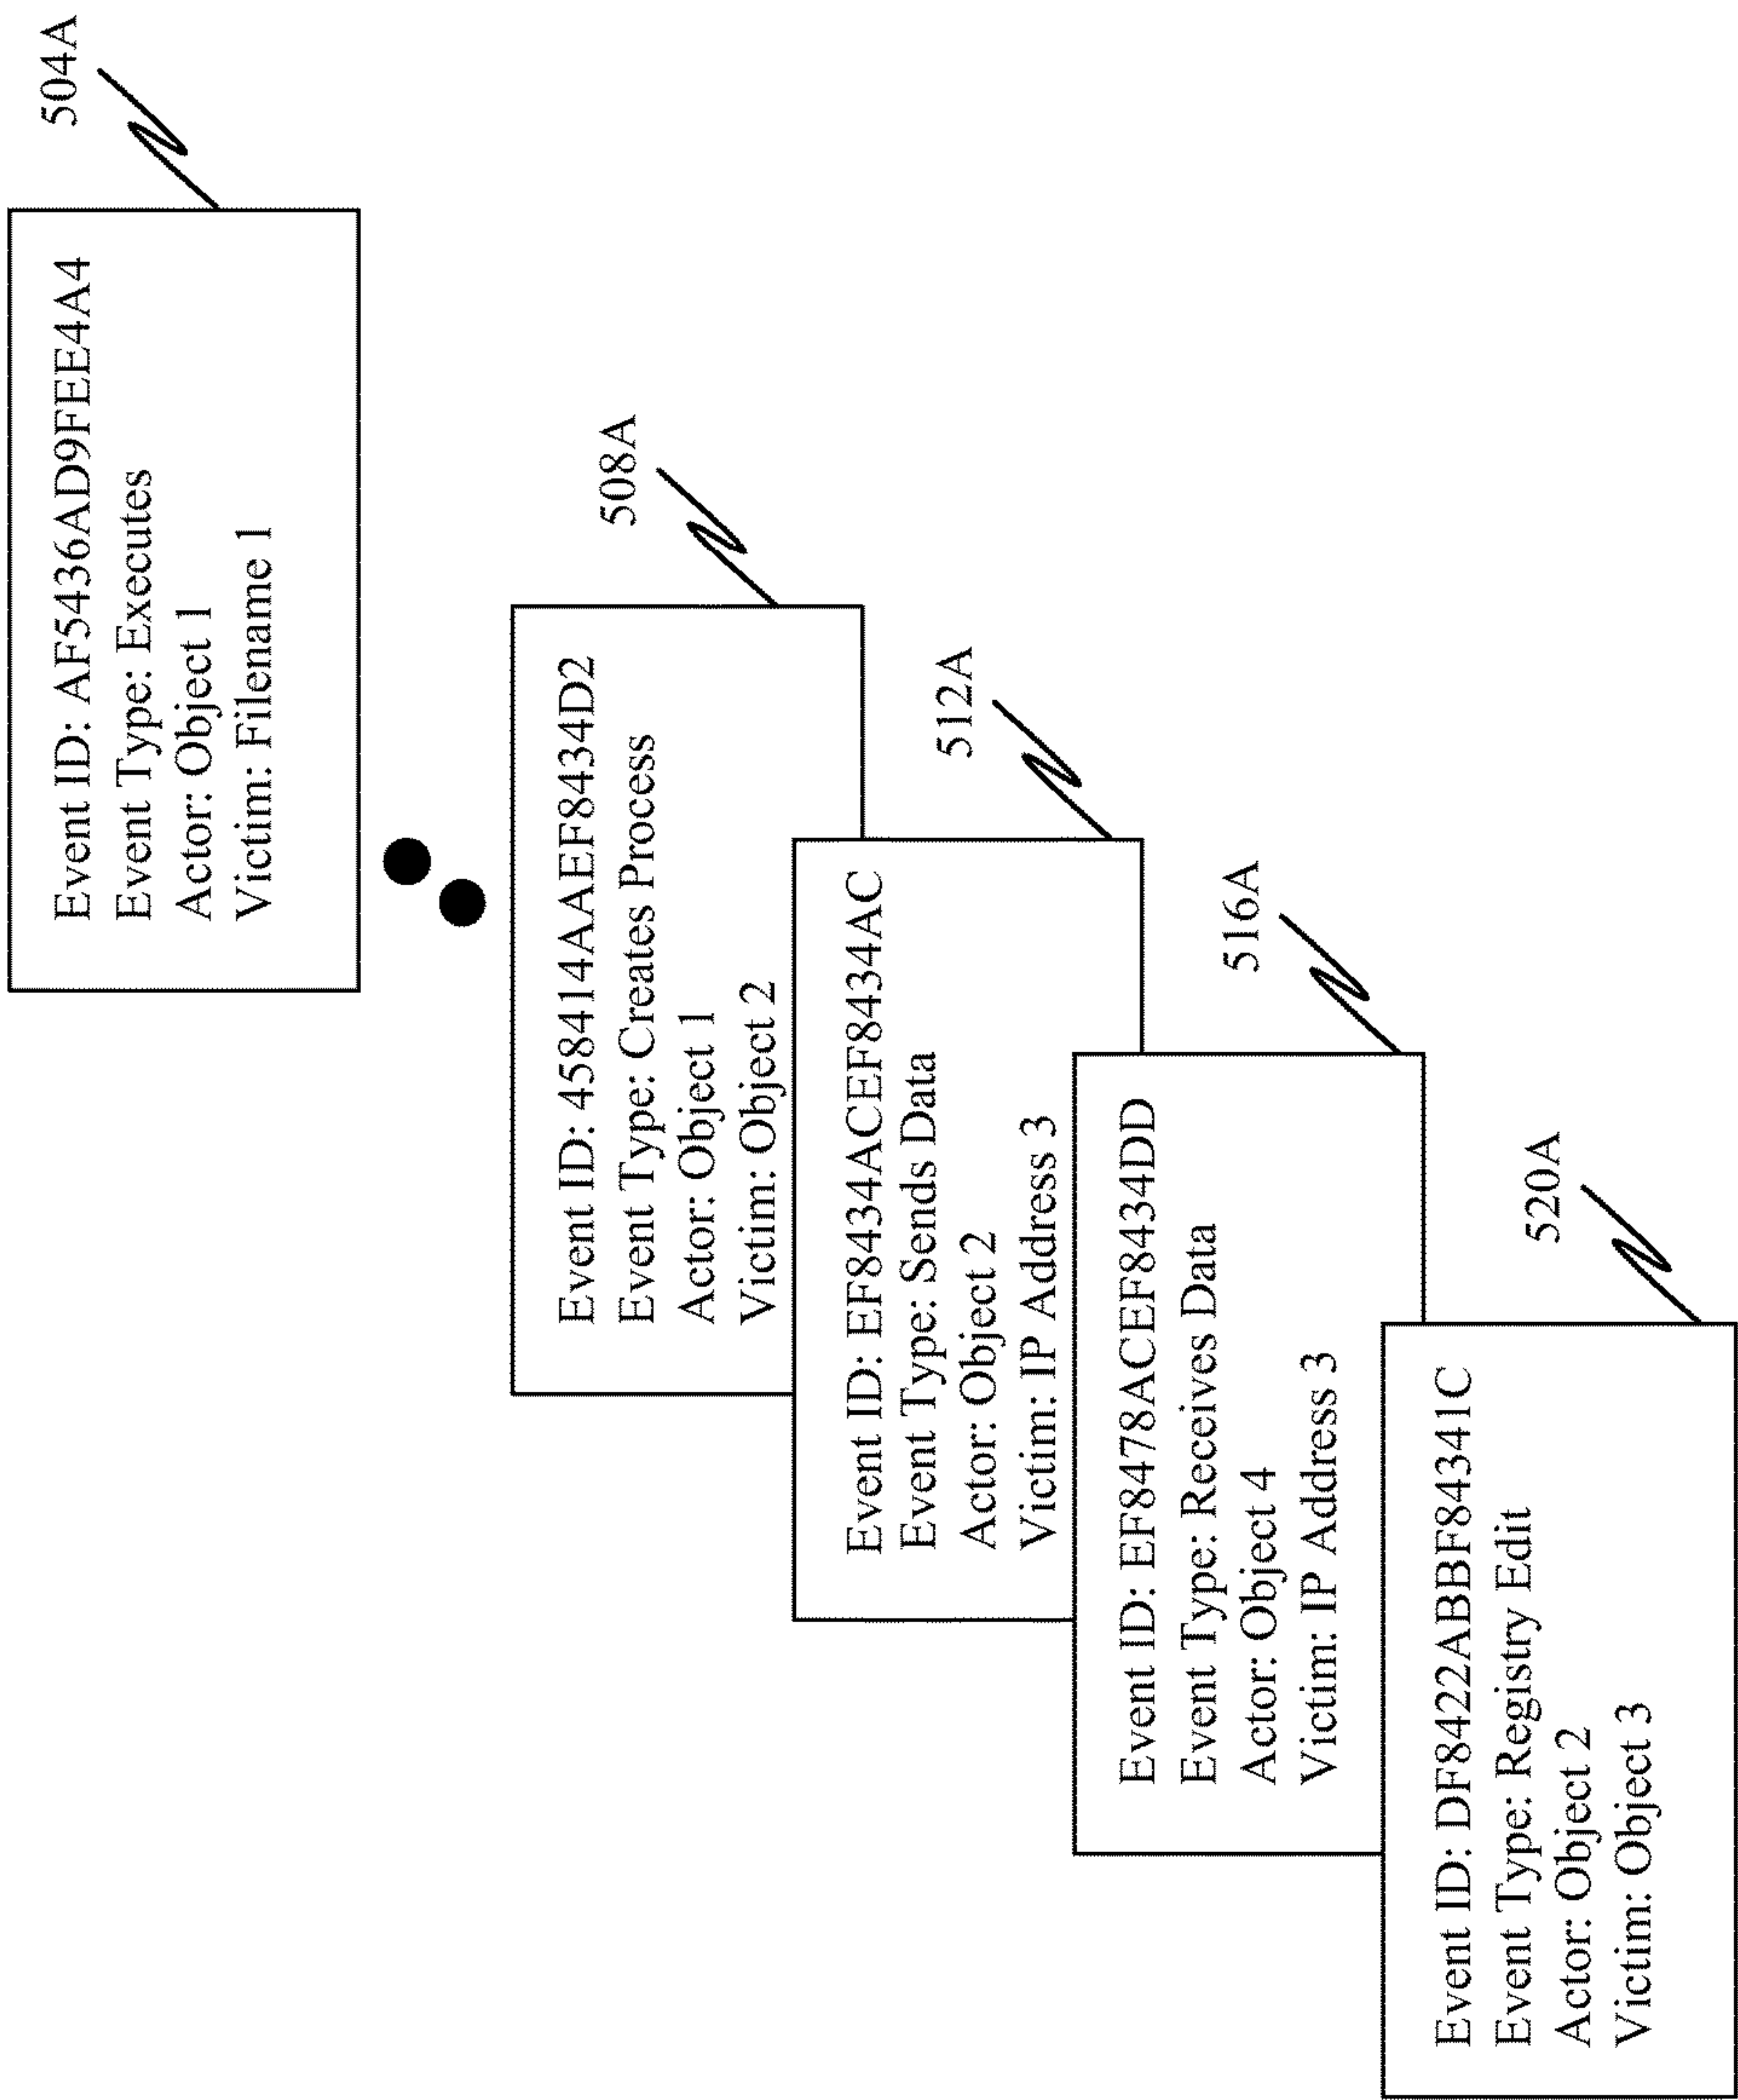 504A
Event ID: AF5436AD9FEE4A4
Event Type: Executes
Actor: Object 1
Victim: Filename 1
508A
Event ID: 458414AAEF8434D2
Event Type: Creates Process
Actor: Object 1
Victim: Object 2
512A
Event ID: EF8434ACEF8434AC
Event Type: Sends Data
Actor: Object 2
Victim: IP Address 3
516A
Event ID: EF8478ACEF8434DD
Event Type: Receives Data
Actor: Object 4
Victim: IP Address 3
520A
Event ID: DF8422ABBF84341C
Event Type: Registry Edit
Actor: Object 2
Victim: Object 3